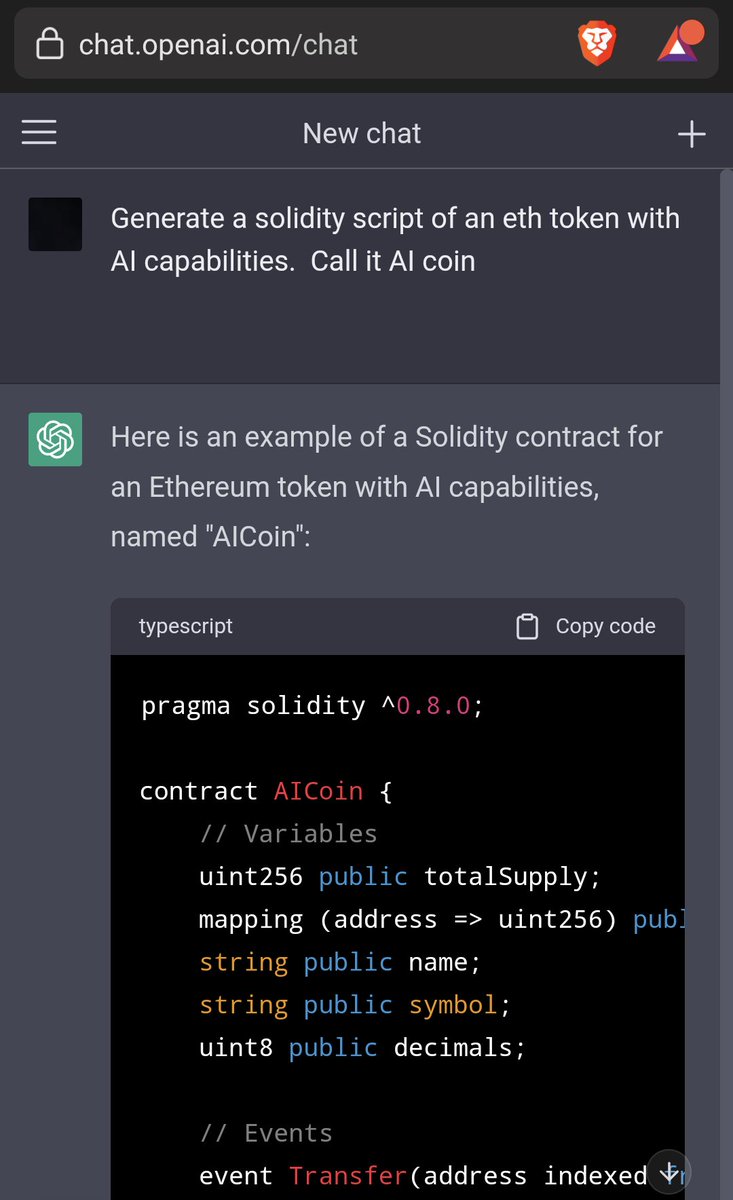 chat.openai.com/chat
New chat
Generate a solidity script of an eth token with
AI capabilities.  Call it AI coin
Here is an example of a Solidity contract for
an Ethereum token with AI capabilities,
named "AICoin":
typescript
Copy code
pragma solidity ^0.8.0;
contract AICoin {
// Variables
uint256 public totalSupply;
mapping (address => uint256) publ
string public name;
string public symbol;
uint8 public decimals;
// Events
event Transfer(address indexed